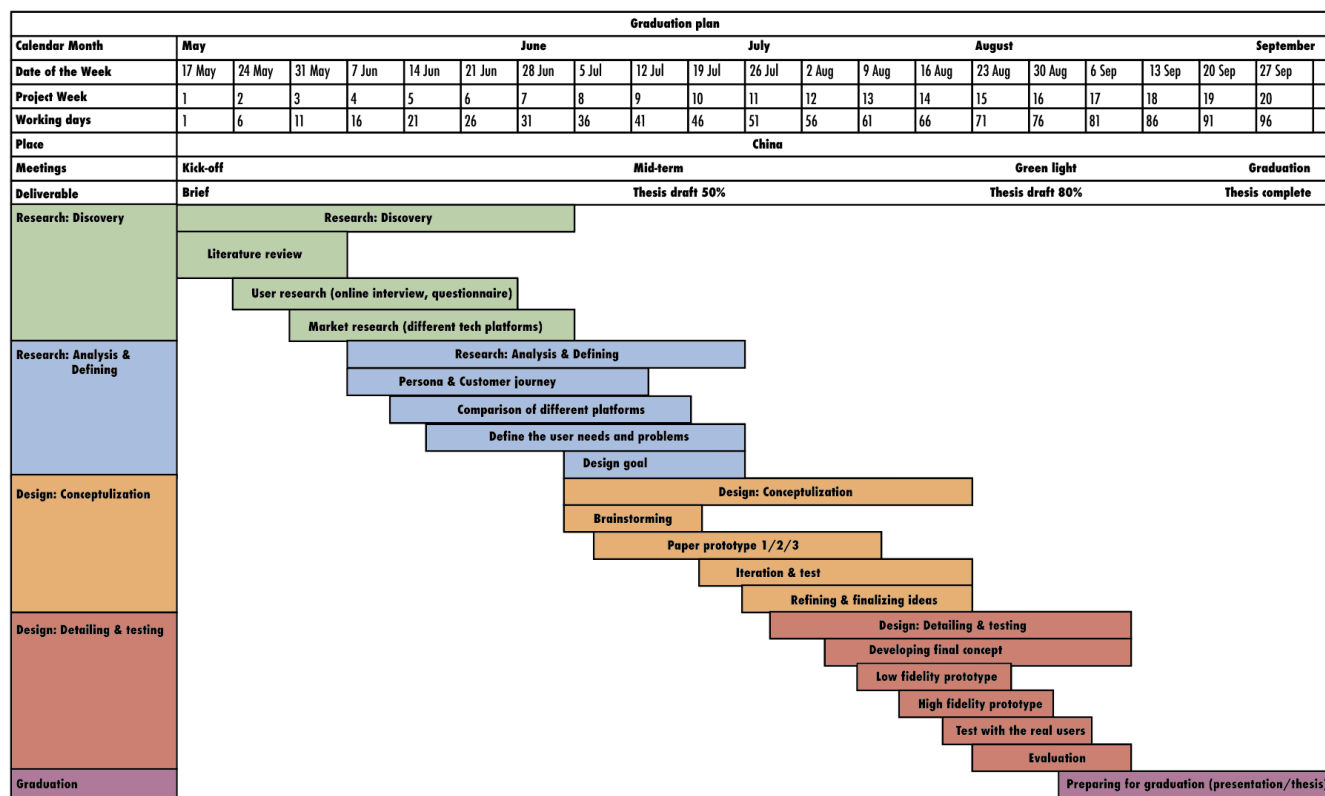 Graduation plan
Calendar Month May June July August September
Date of the Week 17 May 24 May 31 May 7 Jun 14 Jun 21 Jun 28 Jun 5 Jul 12 Jul 19 Jul 26 Jul 2 Aug 9 Aug 16 Aug 23 Aug 30 Aug 6 Sep 13 Sep 20 Sep 27 Sep
Project Week 1 2 3 4 5 6 7 8 9 10 11 12 13 14 15 16 17 18 19 20
Working days 1 6 11 16 21 26 31 36 41 46 51 56 61 66 71 76 81 86 91 96
Place China
Meetings Kick-off Mid-term Green light Graduation
Deliverable Brief Thesis draft 50% Thesis draft 80% Thesis complete
Research: Discovery Research: Discovery
Literature review
User research (online interview, questionnaire)
Market research (different tech platforms)
Research: Analysis & Research: Analysis & Defining
Defining
Persona & Customer journey
Comparison of different platforms
Define the user needs and problems
Design goal
Design: Conceptulization Design: Conceptulization
Brainstorming
Paper prototype 1/2/3
Iteration & test
Refining & finalizing ideas
Design: Detailing & testing Design: Detailing & testing
Developing final concept
Low fidelity prototype
High fidelity prototype
Test with the real users
Evaluation
Graduation Preparing for graduation (presentation/thesis)